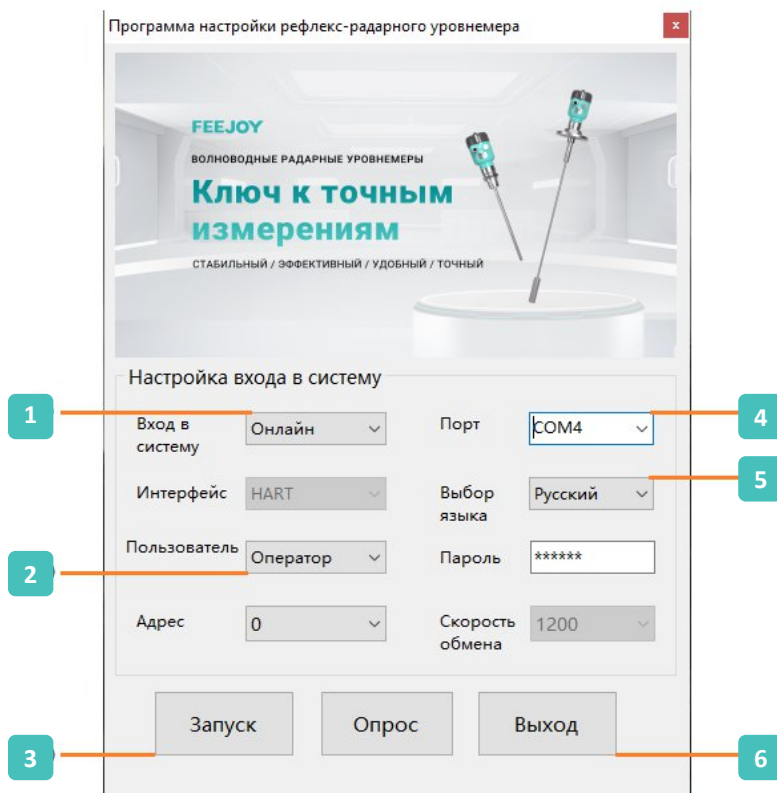 Программа настройки рефлекс-радарного уровнемера
x
FEEJOY
ВОЛНОВОДНЫЕ РАДАРНЫЕ УРОВНЕМЕРЫ
Ключ к точным
измерениям
СТАБИЛЬНЫЙ / ЭФФЕКТИВНЫЙ / УДОБНЫЙ / ТОЧНЫЙ
Настройка входа в систему
1
Вход в
систему
Онлайн
Порт
COM4
4
Интерфейс
HART
Выбор
языка
Русский
5
Пользователь
Оператор
2
Пароль
******
Адрес
0
Скорость
обмена
1200
Запуск
Опрос
Выход
3
6